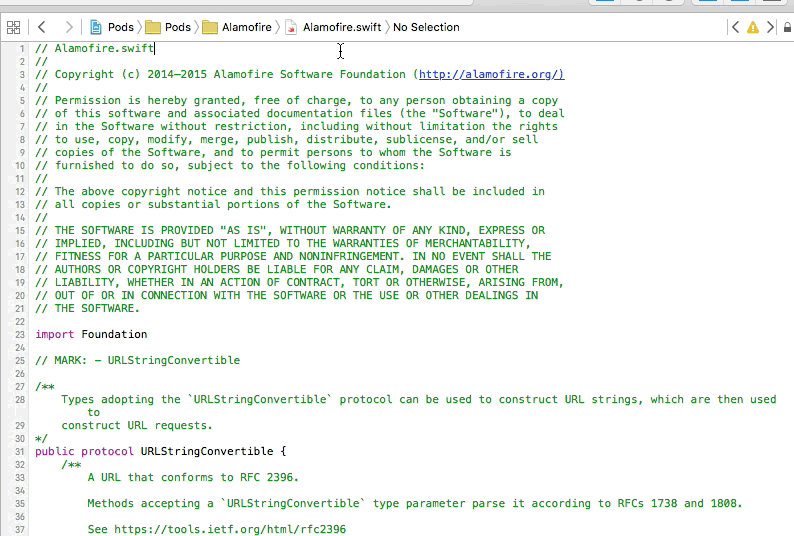 Pods Pods Alamofire Alamofire.swift No Selection
1 // Alamofire.swift
2 //
3 // Copyright (c) 2014–2015 Alamofire Software Foundation (http://alamofire.org/)
4 //
5 // Permission is hereby granted, free of charge, to any person obtaining a copy
6 // of this software and associated documentation files (the "Software"), to deal
7 // in the Software without restriction, including without limitation the rights
8 // to use, copy, modify, merge, publish, distribute, sublicense, and/or sell
9 // copies of the Software, and to permit persons to whom the Software is
10 // furnished to do so, subject to the following conditions:
11 //
12 // The above copyright notice and this permission notice shall be included in
13 // all copies or substantial portions of the Software.
14 //
15 // THE SOFTWARE IS PROVIDED "AS IS", WITHOUT WARRANTY OF ANY KIND, EXPRESS OR
16 // IMPLIED, INCLUDING BUT NOT LIMITED TO THE WARRANTIES OF MERCHANTABILITY,
17 // FITNESS FOR A PARTICULAR PURPOSE AND NONINFRINGEMENT. IN NO EVENT SHALL THE
18 // AUTHORS OR COPYRIGHT HOLDERS BE LIABLE FOR ANY CLAIM, DAMAGES OR OTHER
19 // LIABILITY, WHETHER IN AN ACTION OF CONTRACT, TORT OR OTHERWISE, ARISING FROM,
20 // OUT OF OR IN CONNECTION WITH THE SOFTWARE OR THE USE OR OTHER DEALINGS IN
21 // THE SOFTWARE.
22
23 import Foundation
24
25 // MARK: - URLStringConvertible
26
27 /**
28 Types adopting the `URLStringConvertible` protocol can be used to construct URL strings, which are then used
to
29 construct URL requests.
30 */
31 public protocol URLStringConvertible {
32 /**
33 A URL that conforms to RFC 2396.
34
35 Methods accepting a `URLStringConvertible` type parameter parse it according to RFCs 1738 and 1808.
36
37 See https://tools.ietf.org/html/rfc2396